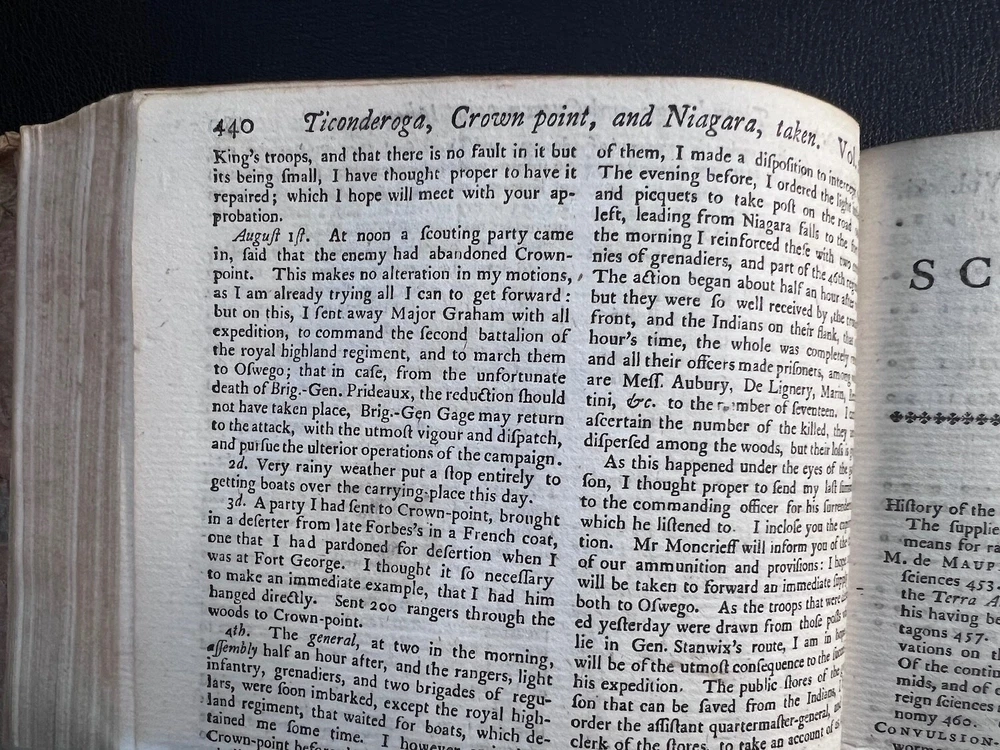 440 Ticonderoga, Crown point, and Niagara, taken. Vol.
King's troops, and that there is no fault in it but
its being ſmall, I have thought proper to have it
repaired; which I hope will meet with your ap-
probation.
Auguſt 1ſt. At noon a ſcouting party came
in, ſaid that the enemy had abandoned Crown-
point. This makes no alteration in my motions,
as I am already trying all I can to get forward:
but on this, I ſent away Major Graham with all
expedition, to command the ſecond battalion of
the royal highland regiment, and to march them
to Oſwego; that in caſe, from the unfortunate
death of Brig.-Gen. Prideaux, the reduction ſhould
not have taken place, Brig.-Gen Gage may return
to the attack, with the utmoſt vigour and diſpatch,
and purſue the ulterior operations of the campaign.
2d. Very rainy weather put a ſtop entirely to
getting boats over the carrying-place this day.
3d. A party I had ſent to Crown-point, brought
in a deſerter from late Forbes's in a French coat,
one that I had pardoned for deſertion when I
was at Fort George. I thought it ſo neceſſary
to make an immediate example, that I had him
hanged directly. Sent 200 rangers through the
woods to Crown-point.
4th. The general, at two in the morning,
aſſembly half an hour after, and the rangers, light
infantry, grenadiers, and two brigades of regu-
lars, were ſoon imbarked, except the royal high-
land regiment, that waited for boats, which de-
tained me ſome time. I however
Crown-point before
of them, I made a diſpoſition to intercept
The evening before, I ordered the light
and picquets to take poſt on the road
left, leading from Niagara falls to the
the morning I reinforced theſe with two
nies of grenadiers, and part of the 46th
The action began about half an hour after
but they were ſo well received by the
front, and the Indians on their flank, that
hour's time, the whole was completely
and all their officers made priſoners, among
are Meſſ. Aubury, De Lignery, Marin,
tini, &c. to the number of ſeventeen. I
aſcertain the number of the killed, they
diſperſed among the woods, but their loſs is
As this happened under the eyes of the
ſon, I thought proper to ſend my laſt
to the commanding officer for his ſurrender
which he liſtened to. I incloſe you the
tion. Mr Moncrieff will inform you of the
of our ammunition and proviſions: I hope
will be taken to forward an immediate ſupply
both to Oſwego. As the troops that were
ed yeſterday were drawn from thoſe poſts
lie in Gen. Stanwix's route, I am in
will be of the utmoſt conſequence to the
his expedition. The public ſtores of the
ſon that can be ſaved from the Indians,
order the aſſiſtant quartermaſter-general, and
clerk of the ſtores, to take an account of
S C
Hiſtory of the
The ſupplie
means for ra
M. de MAUP
ſciences 453
the Terra A
his having be
tagons 457.
vations on th
Of the contin
mids, and of
reign ſciences
nomy 460.
CONVULSION